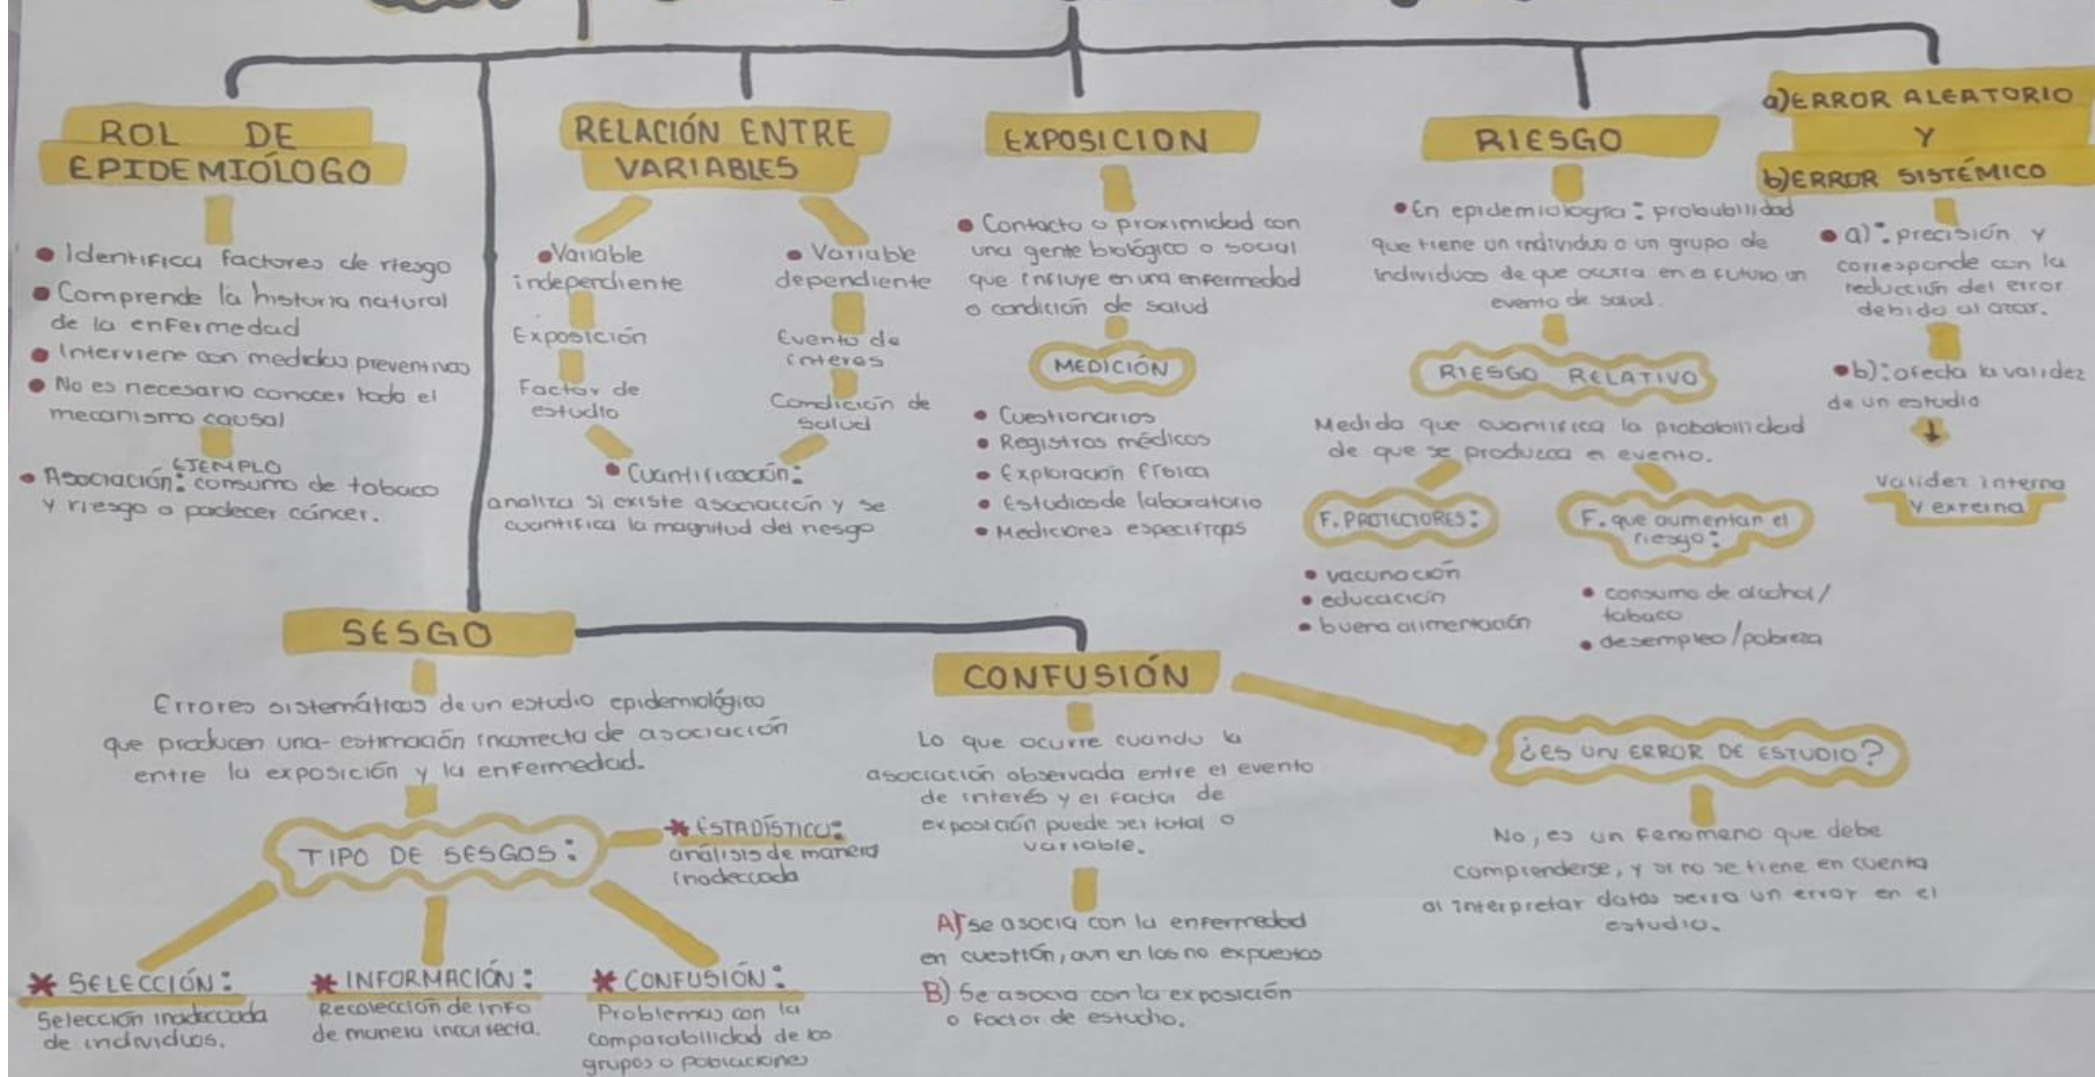 ROL DE
EPIDEMIÓLOGO
• Identifica factores de riesgo
• Comprende la historia natural
de la enfermedad
• Interviene con medidas preventivas
• No es necesario conocer todo el
mecanismo causal
EJEMPLO
• Asociación: consumo de tabaco
y riesgo a padecer cáncer.
RELACIÓN ENTRE
VARIABLES
• Variable
independiente
Exposición
Factor de
estudio
• Variable
dependiente
Evento de
interes
Condición de
salud
• Cuantificación:
analiza si existe asociación y se
cuantifica la magnitud del riesgo
EXPOSICION
• Contacto o proximidad con
una gente biológico o social
que influye en una enfermedad
o condición de salud
MEDICIÓN
• Cuestionarios
• Registros médicos
• Exploración física
• Estudios de laboratorio
• Mediciones especificas
RIESGO
• En epidemiología: probabilidad
que tiene un individuo o un grupo de
individuos de que ocurra en a futuro un
evento de salud.
RIESGO RELATIVO
Medida que cuantifica la probabilidad
de que se produzca el evento.
F. PROTECTORES:
• vacunación
• educación
• buena alimentación
F. que aumentan el
riesgo:
• consumo de alcohol/
tabaco
• desempleo/pobreza
a) ERROR ALEATORIO
Y
b) ERROR SISTÉMICO
• a): precisión y
corresponde con la
reducción del error
debido al azar.
• b): afecta la validez
de un estudio
↓
Validez interna
y externa
SESGO
Errores sistemáticos de un estudio epidemiológico
que producen una estimación incorrecta de asociación
entre la exposición y la enfermedad.
TIPO DE SESGOS:
* ESTADÍSTICO:
análisis de manera
inadecuada
* SELECCIÓN:
Selección inadecuada
de individuos.
* INFORMACIÓN:
Recolección de info
de manera incorrecta.
* CONFUSIÓN:
Problemas con la
comparabilidad de los
grupos o poblaciones
CONFUSIÓN
Lo que ocurre cuando la
asociación observada entre el evento
de interés y el factor de
exposición puede ser total o
variable.
A) se asocia con la enfermedad
en cuestión, aun en los no expuestos
B) Se asocia con la exposición
o factor de estudio.
¿ES UN ERROR DE ESTUDIO?
No, es un fenomeno que debe
comprenderse, y si no se tiene en cuenta
al interpretar datos sería un error en el
estudio.